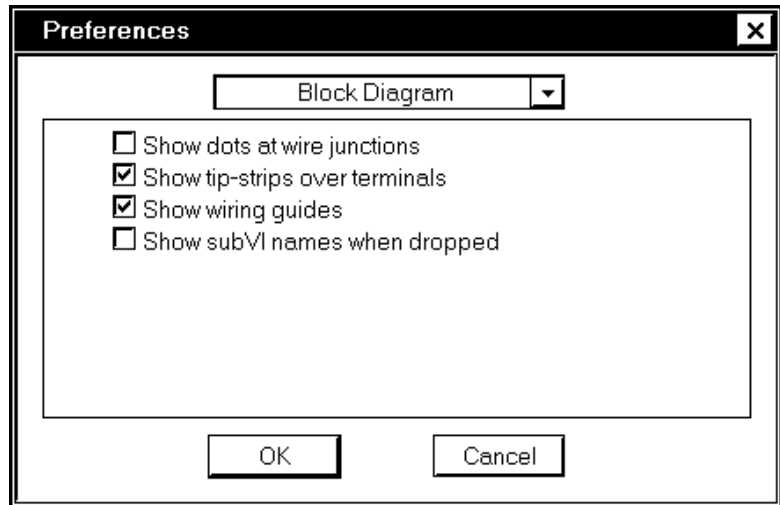 Preferences
Block Diagram
Show dots at wire junctions
Show tip-strips over terminals
Show wiring guides
Show subVI names when dropped
OK Cancel